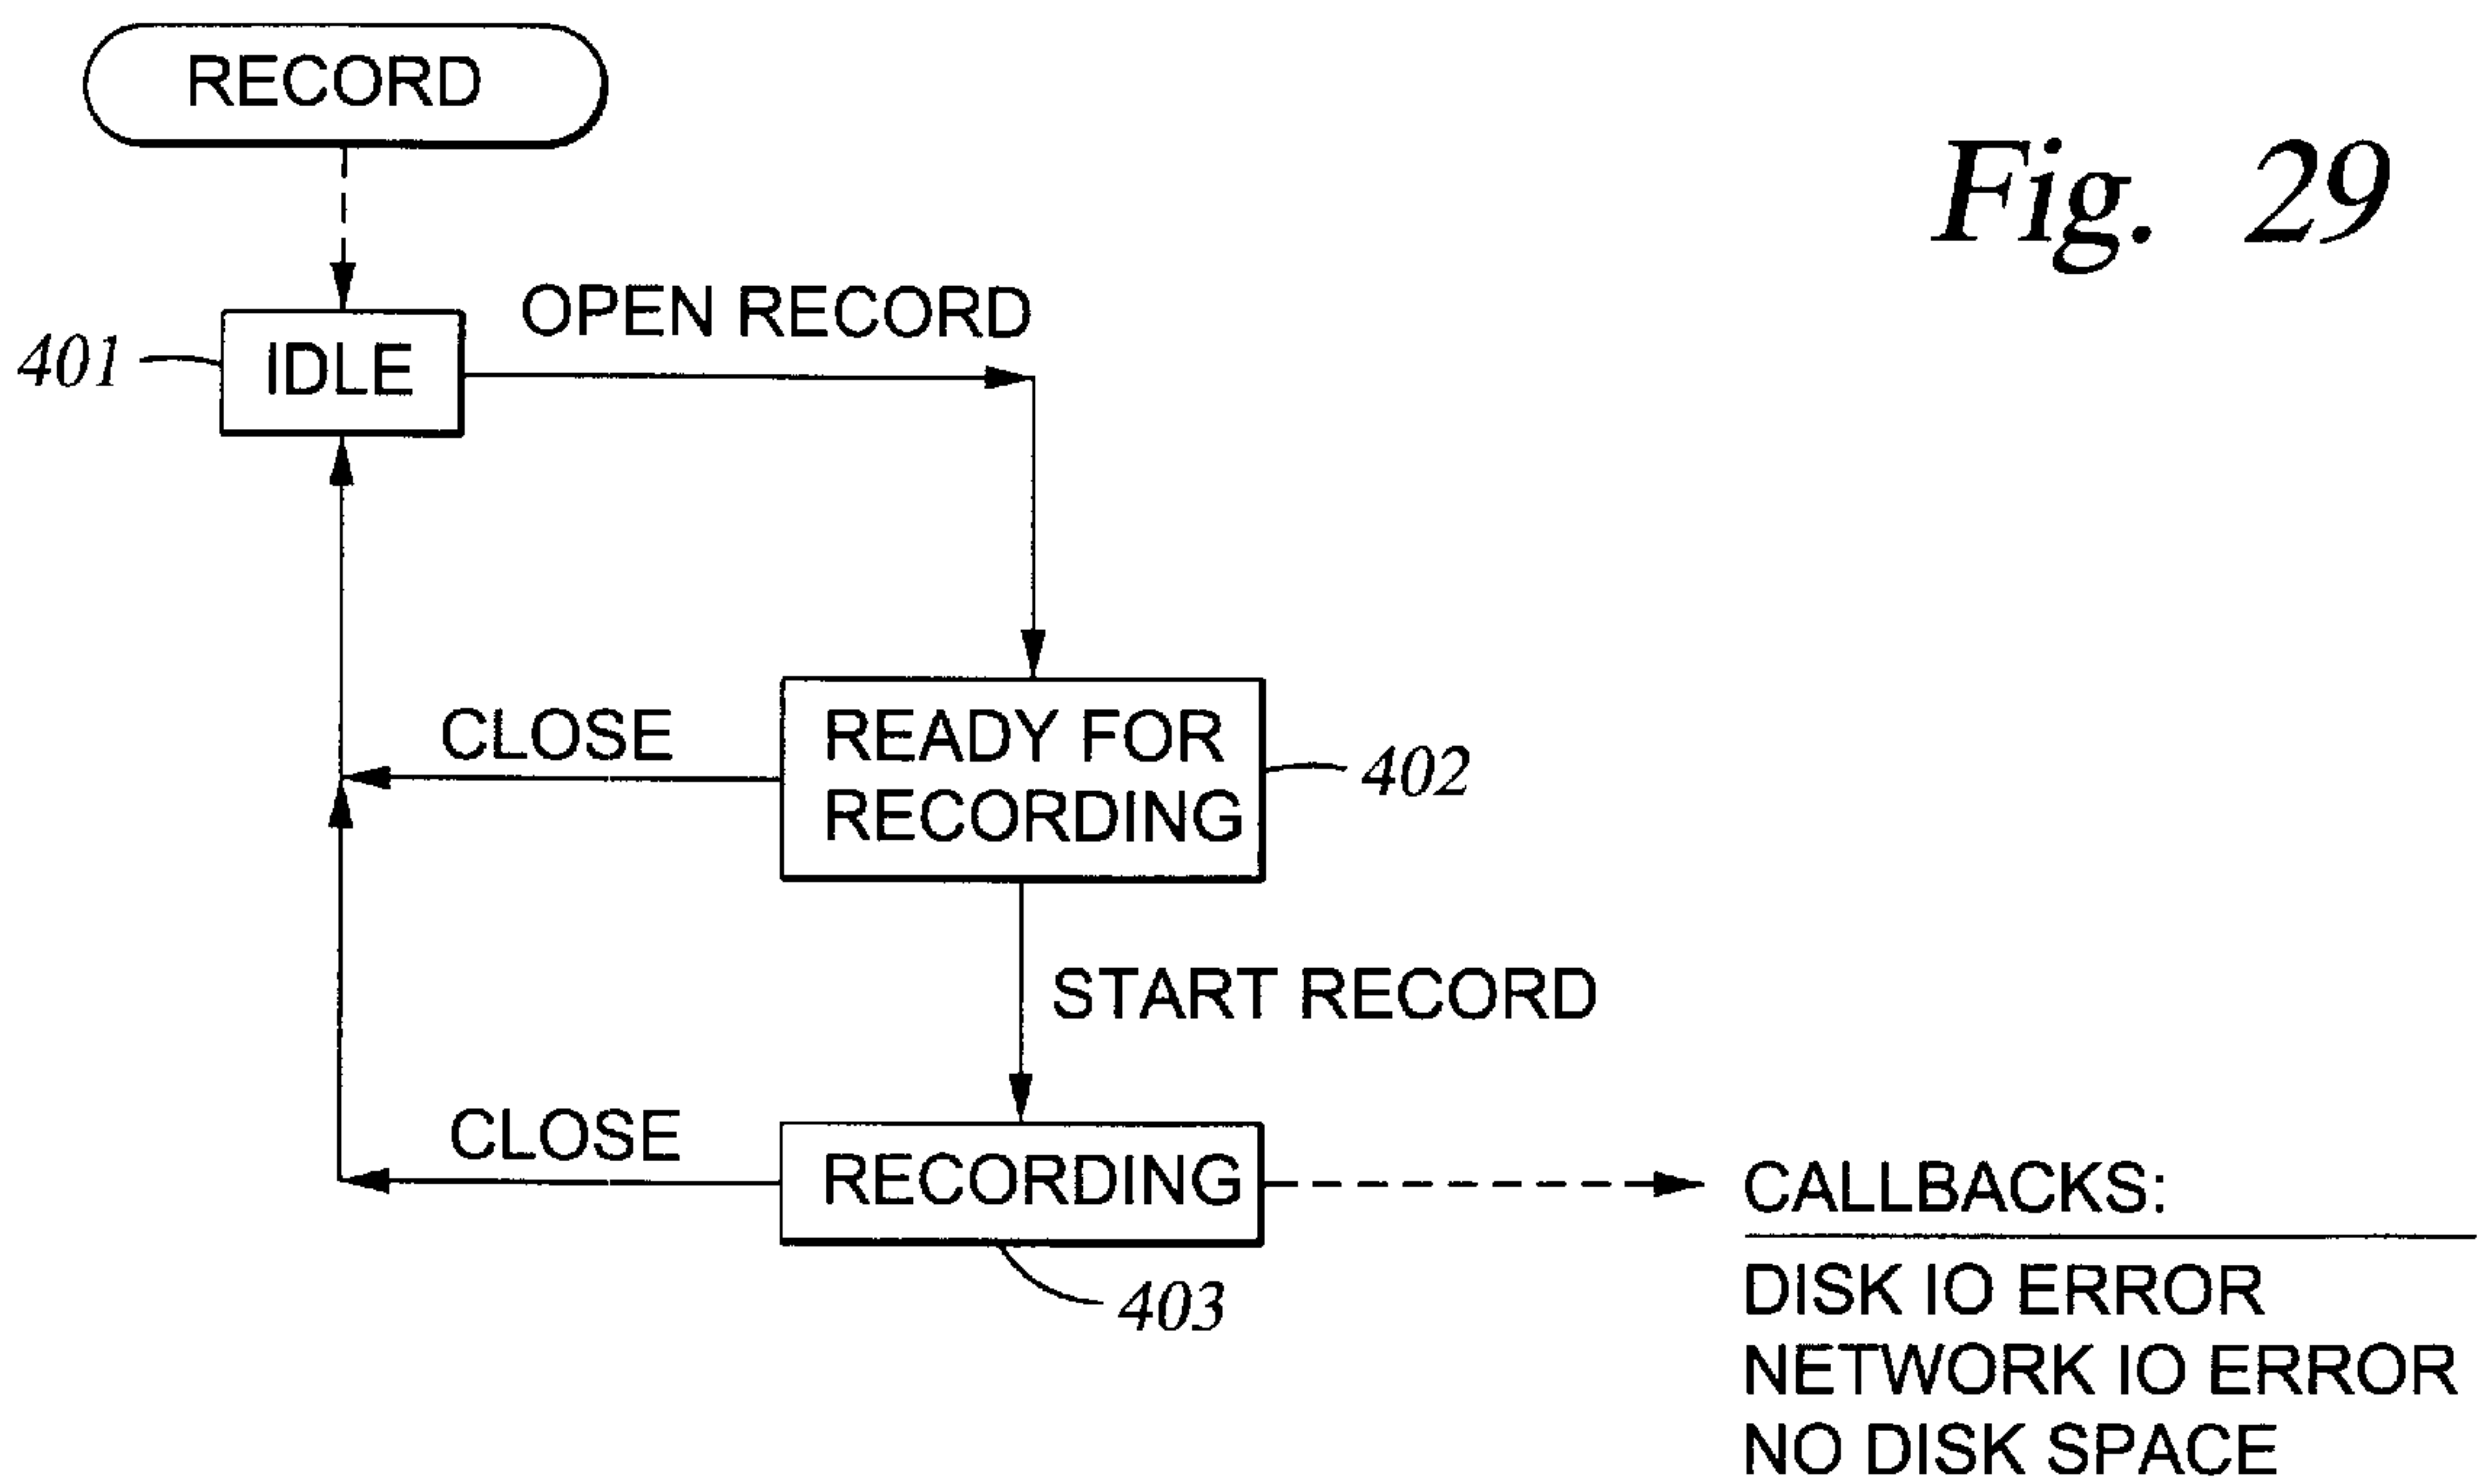 RECORD
Fig. 29
OPEN RECORD
401
IDLE
CLOSE
READY FOR
RECORDING
402
START RECORD
CLOSE
RECORDING
403
CALLBACKS:
DISK IO ERROR
NETWORK IO ERROR
NO DISK SPACE